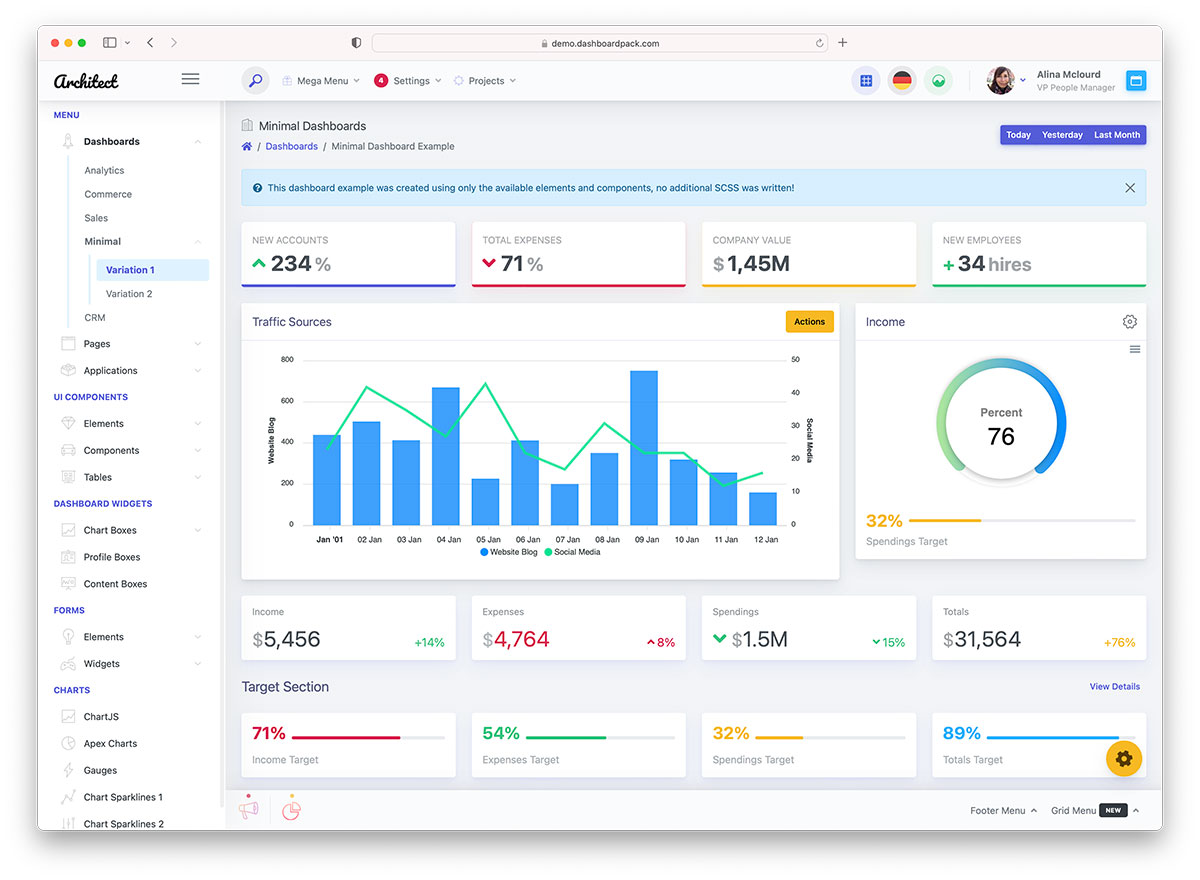 demo.dashboardpack.com
Architect
Mega Menu
4
Settings
Projects
Alina Mclourd
VP People Manager
MENU
Dashboards
Analytics
Commerce
Sales
Minimal
Variation 1
Variation 2
CRM
Pages
Applications
UI COMPONENTS
Elements
Components
Tables
DASHBOARD WIDGETS
Chart Boxes
Profile Boxes
Content Boxes
FORMS
Elements
Widgets
CHARTS
ChartJS
Apex Charts
Gauges
Chart Sparklines 1
Chart Sparklines 2
Minimal Dashboards
/ Dashboards / Minimal Dashboard Example
Today Yesterday Last Month
This dashboard example was created using only the available elements and components, no additional SCSS was written!
NEW ACCOUNTS
234 %
TOTAL EXPENSES
71 %
COMPANY VALUE
$ 1,45M
NEW EMPLOYEES
+ 34 hires
Traffic Sources
Actions
800
600
400
200
0
Website Blog
50
40
30
20
10
0
Social Media
Jan '01 02 Jan 03 Jan 04 Jan 05 Jan 06 Jan 07 Jan 08 Jan 09 Jan 10 Jan 11 Jan 12 Jan
Website Blog Social Media
Income
Percent
76
32%
Spendings Target
Income
$5,456 +14%
Expenses
$4,764 8%
Spendings
$1.5M 15%
Totals
$31,564 +76%
Target Section
View Details
71%
Income Target
54%
Expenses Target
32%
Spendings Target
89%
Totals Target
Footer Menu
Grid Menu NEW